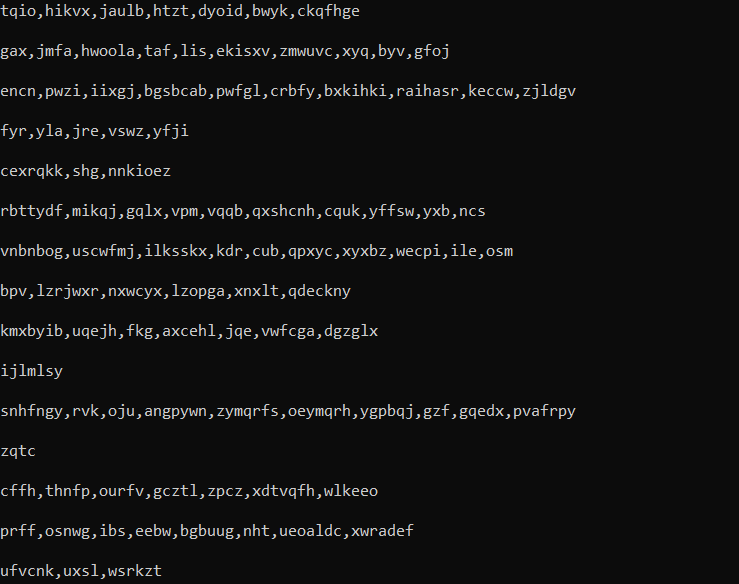 tqio,hikvx,jaulb,htzt,dyoid,bwyk,ckqfhge
gax,jmfa,hwoola,taf,lis,ekisxv,zmwuvc,xyq,byv,gfoj
encn,pwzi,iixgj,bgsbcab,pwfgl,crbfy,bxkihki,raihasr,keccw,zjldgv
fyr,yla,jre,vswz,yfji
cexrqkk,shg,nnkioez
rbttydf,mikqj,gqlx,vpm,vqqb,qxshcnh,cquk,yffsw,yxb,ncs
vnbnbog,uscwfmj,ilksskx,kdr,cub,qpxyc,xyxbz,wecpi,ile,osm
bpv,lzrjwxr,nxwcyx,lzopga,xnxlt,qdeckny
kmxbyib,uqejh,fkg,axcehl,jqe,vwfcga,dgzglx
ijlmlsy
snhfngy,rvk,oju,angpywn,zymqrfs,oeymqrh,ygpbqj,gzf,gqedx,pvafrpy
zqtc
cffh,thnfp,ourfv,gcztl,zpcz,xdtvqfh,wlkeeo
prff,osnwg,ibs,eebw,bgbuug,nht,ueoaldc,xwradef
ufvcnk,uxsl,wsrkzt